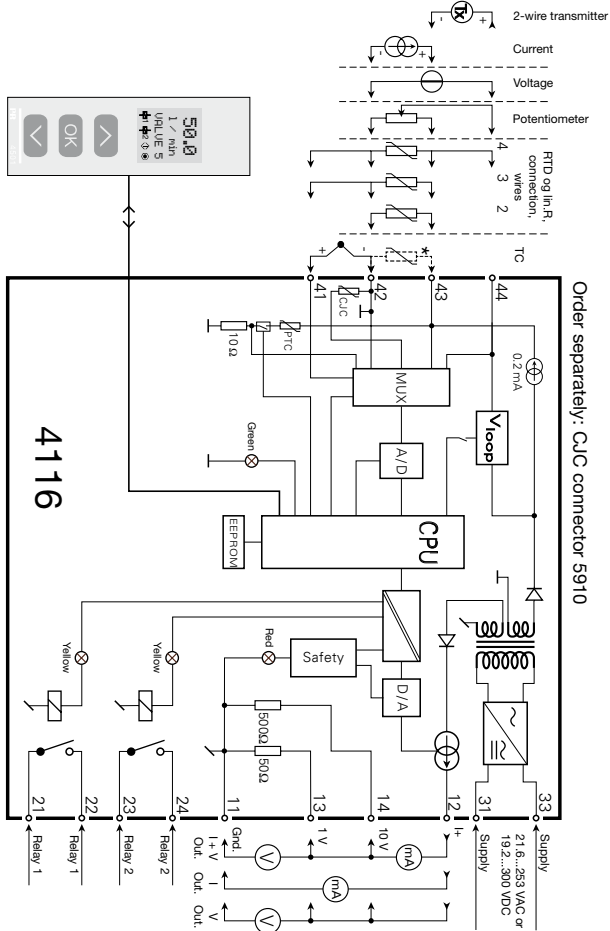 Order separately: CJC connector 5910
2-wire transmitter
Tx
- +
Current
- +
Voltage
Potentiometer
RTD og lin.R,
connection,
wires
4
3
2
TC
+ - *
41
42
43
44
CJC
PTC
10 Ω
0.2 mA
MUX
Vloop
A/D
Green
CPU
EEPROM
4116
50.0
l / min
VALVE 5
1 2
OK
Yellow
Yellow
Red
Safety
D/A
500Ω
50Ω
21
22
23
24
11
13
14
12
31
33
Relay 1
Relay 1
Relay 2
Relay 2
Gnd.
1 V
10 V
I+
Supply
Supply
21.6...253 VAC or
19.2...300 VDC
I + V
Out.
I
Out.
V
Out.
V
mA
mA
V